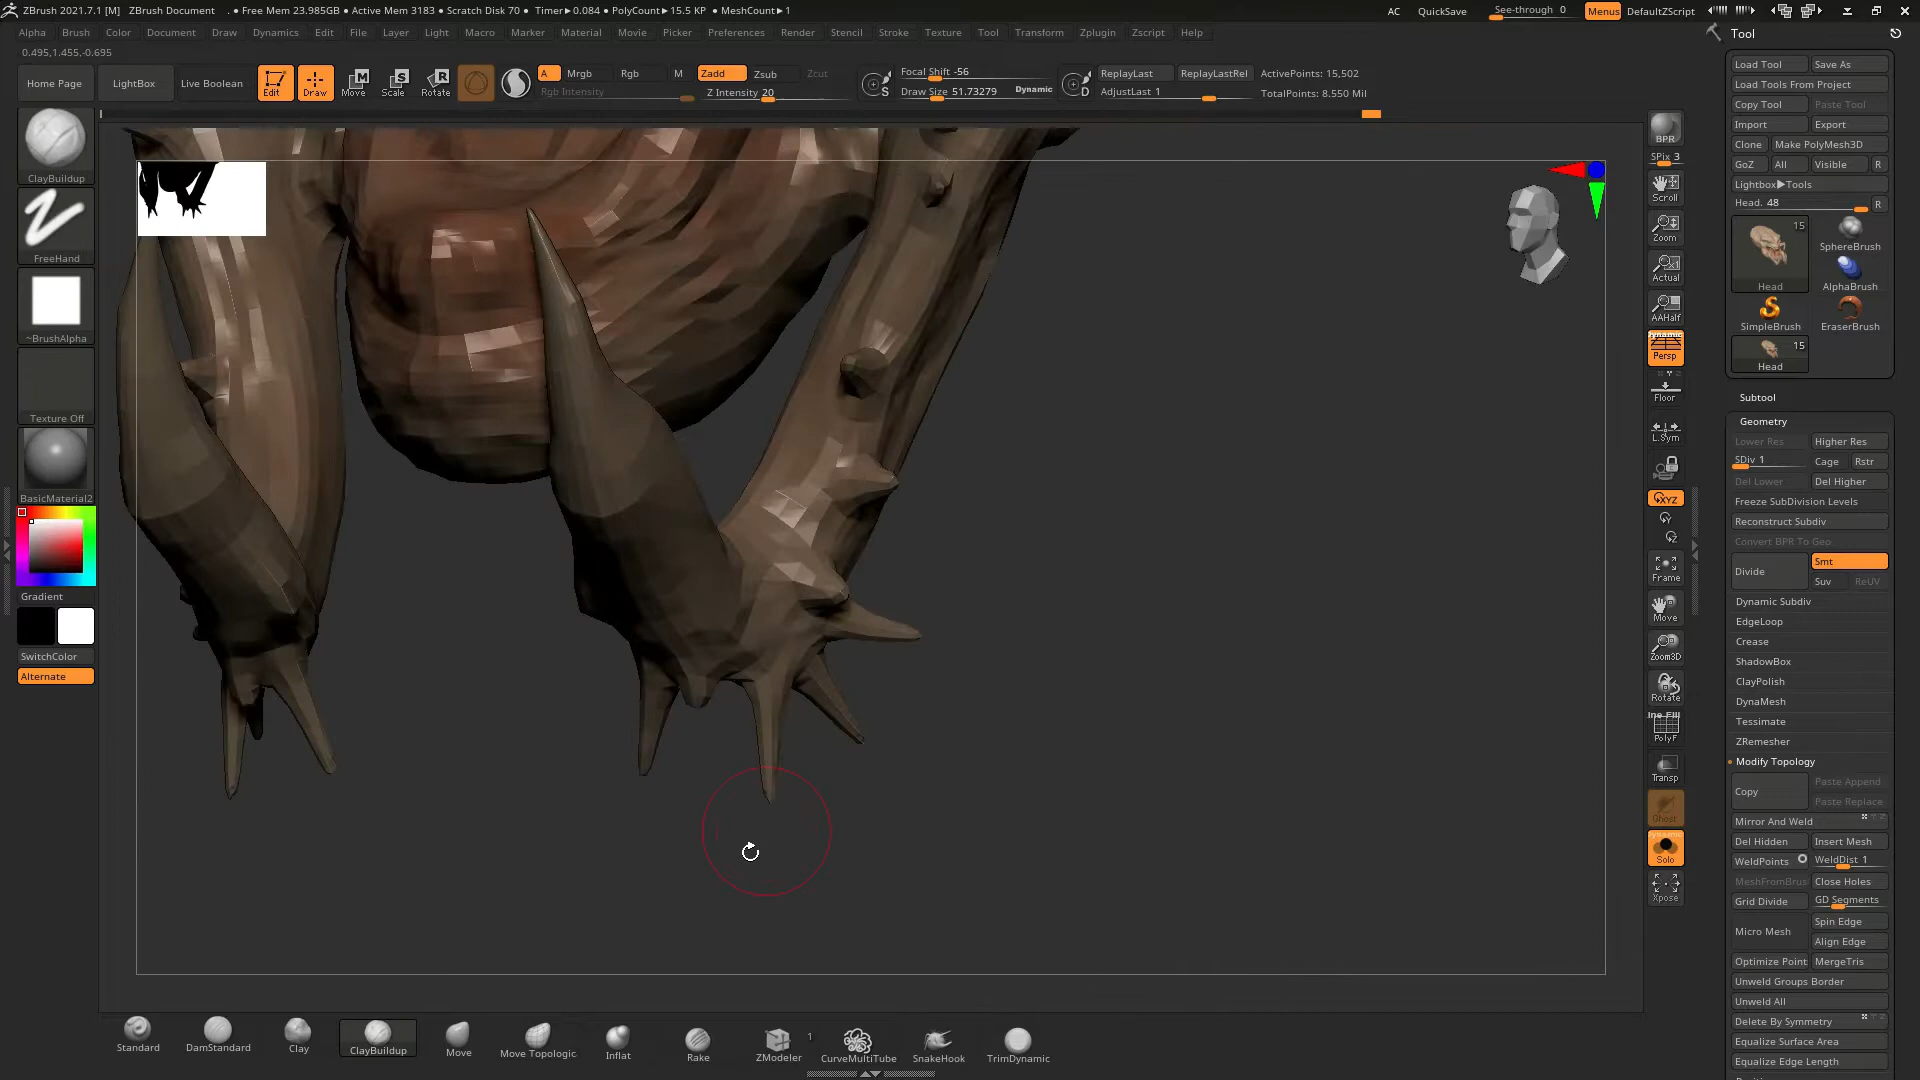 ZBrush 2021.7.1 [M] ZBrush Document . ● Free Mem 23.985GB ● Active Mem 3183 ● Scratch Disk 70 ● Timer▶0.084 ● PolyCount▶15.5 KP ● MeshCount▶1 AC QuickSave See-through 0 Menus DefaultZScript
Alpha Brush Color Document Draw Dynamics Edit File Layer Light Macro Marker Material Movie Picker Preferences Render Stencil Stroke Texture Tool Transform Zplugin Zscript Help
Tool
0.495,1.455,-0.695
Home Page LightBox Live Boolean Edit Draw Move Scale Rotate A Mrgb Rgb M Zadd Zsub Zcut
Rgb Intensity Z Intensity 20
S Focal Shift -56
Draw Size 51.73279 Dynamic
D ReplayLast ReplayLastRel ActivePoints: 15,502
AdjustLast 1 TotalPoints: 8.550 Mil
ClayBuildup
FreeHand
~BrushAlpha
Texture Off
BasicMaterial2
Gradient
SwitchColor
Alternate
BPR
SPix 3
Scroll
Zoom
Actual
AAHalf
Dynamic
Persp
Floor
L.Sym
XYZ
Y
Z
Frame
Move
Zoom3D
Rotate
Line Fill
PolyF
Transp
Ghost
Dynamic
Solo
Xpose
Load Tool Save As
Load Tools From Project
Copy Tool Paste Tool
Import Export
Clone Make PolyMesh3D
GoZ All Visible R
Lightbox▶Tools
Head. 48 R
15
Head SphereBrush
AlphaBrush
SimpleBrush EraserBrush
15
Head
Subtool
Geometry
Lower Res Higher Res
SDiv 1 Cage Rstr
Del Lower Del Higher
Freeze SubDivision Levels
Reconstruct Subdiv
Convert BPR To Geo
Divide Smt
Suv ReUV
Dynamic Subdiv
EdgeLoop
Crease
ShadowBox
ClayPolish
DynaMesh
Tessimate
ZRemesher
Modify Topology
Copy Paste Append
Paste Replace
Mirror And Weld
Del Hidden Insert Mesh
WeldPoints WeldDist 1
MeshFromBrus Close Holes
Grid Divide GD Segments
Micro Mesh Spin Edge
Align Edge
Optimize Point MergeTris
Unweld Groups Border
Unweld All
Delete By Symmetry
Equalize Surface Area
Equalize Edge Length
Standard DamStandard Clay ClayBuildup Move Move Topologic Inflat Rake ZModeler 1 CurveMultiTube SnakeHook TrimDynamic